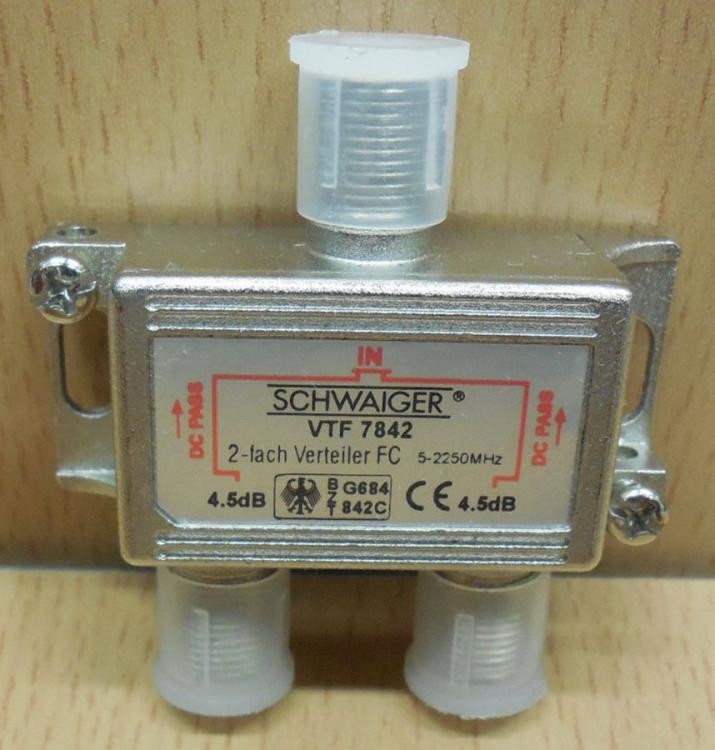 IN
SCHWAIGER®
VTF 7842
2-fach Verteiler FC 5-2250MHz
DC PASS
DC PASS
4.5dB
BZT
G684
842C
CE
4.5dB